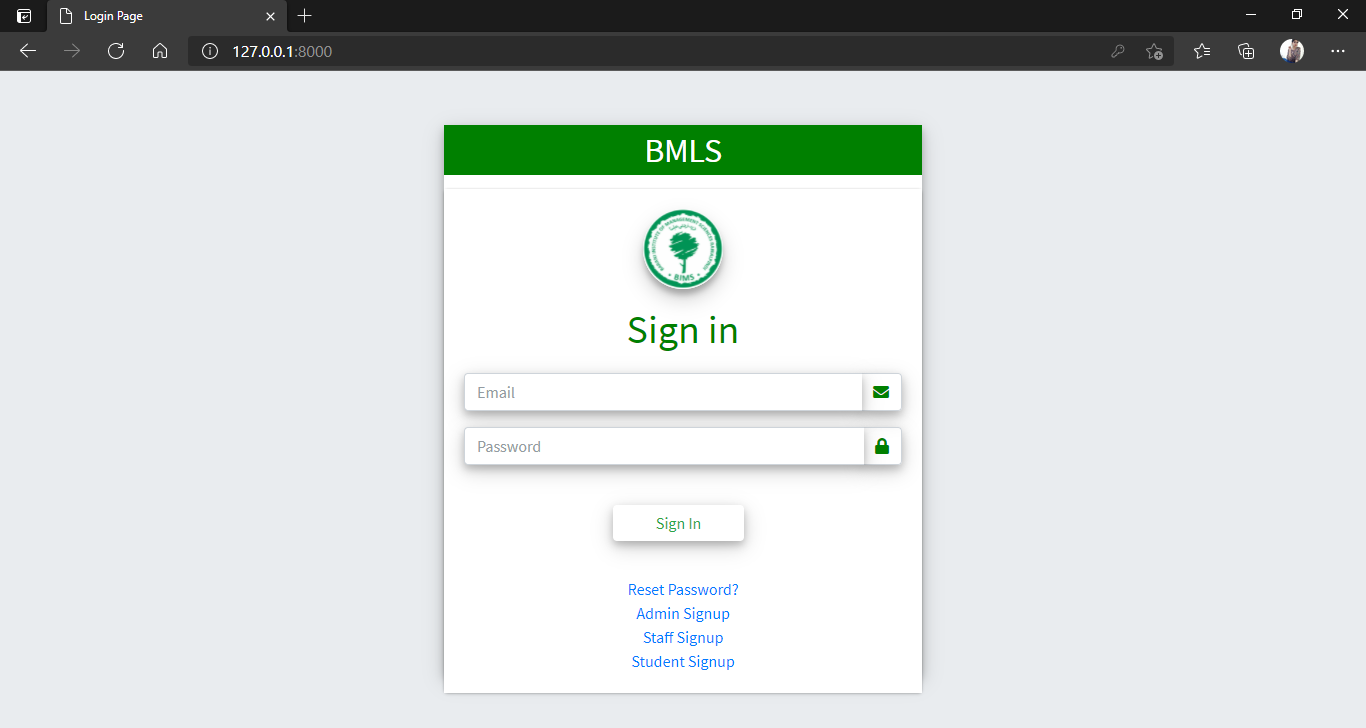 Login Page
127.0.0.1:8000
BMLS
BIMS
Sign in
Email
Password
Sign In
Reset Password?
Admin Signup
Staff Signup
Student Signup